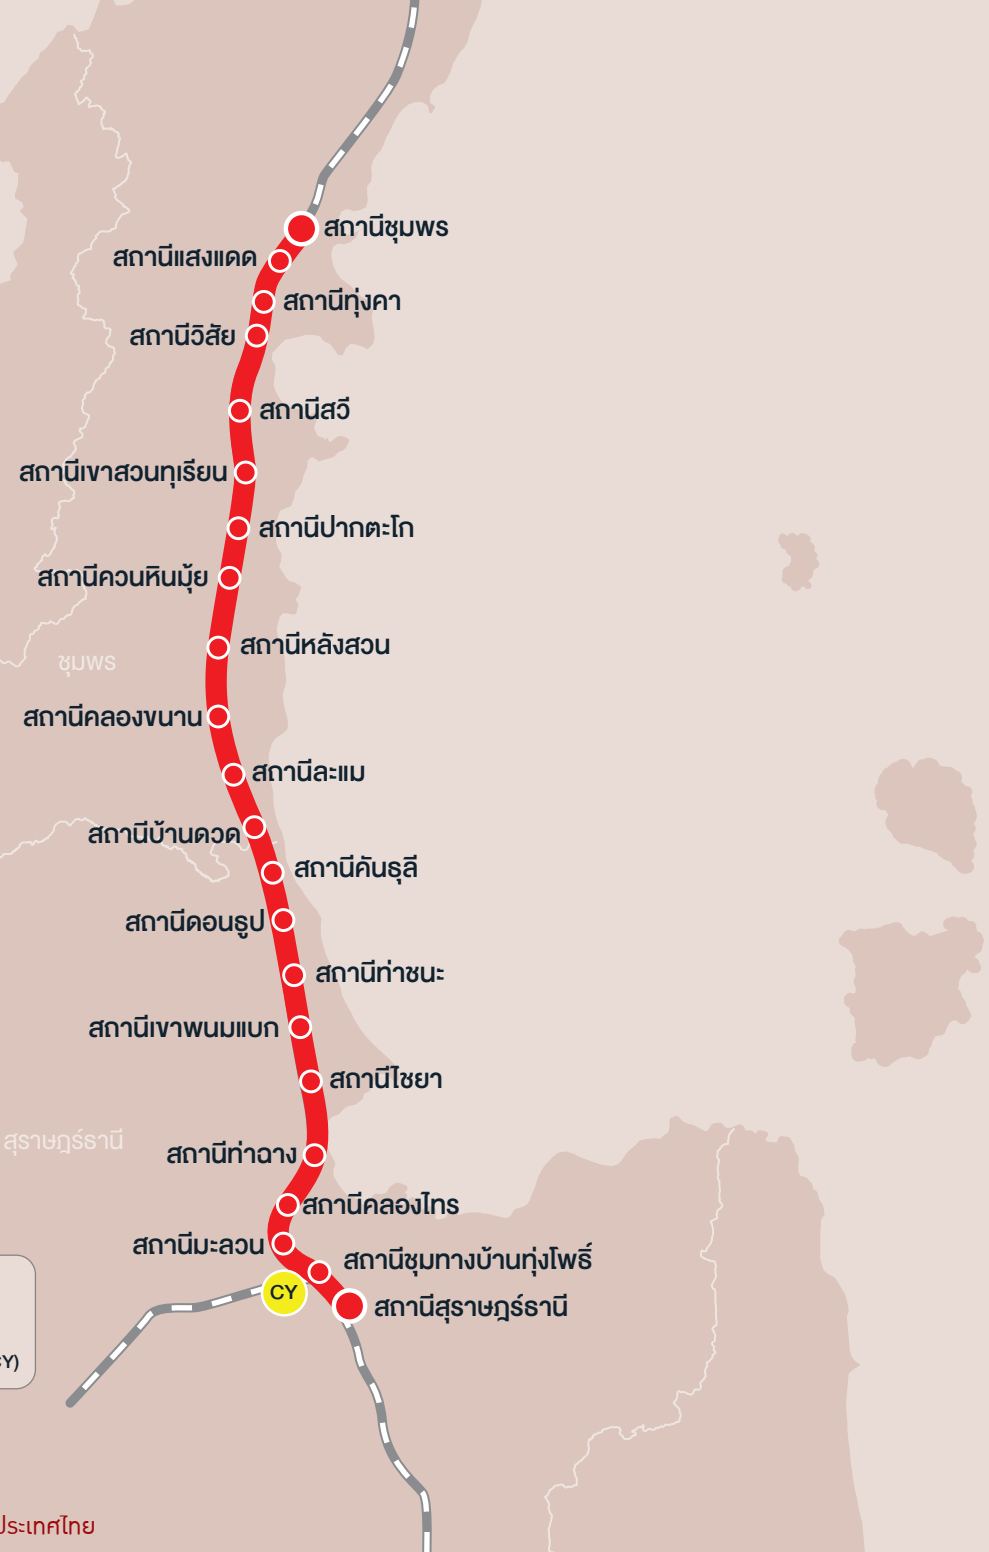 สถานีชุมพร
สถานีแสงแดด
สถานีทุ่งคา
สถานีวิสัย
สถานีสวี
สถานีเขาสวนทุเรียน
สถานีปากตะโก
สถานีควนหินมุ้ย
สถานีหลังสวน
ชุมพร
สถานีคลองขนาน
สถานีละแม
สถานีบ้านดวด
สถานีคันธุลี
สถานีดอนธูป
สถานีท่าชนะ
สถานีเขาพนมแบก
สถานีไชยา
สุราษฎร์ธานี
สถานีท่าฉาง
สถานีคลองไทร
สถานีมะลวน
สถานีชุมทางบ้านทุ่งโพธิ์
CY
สถานีสุราษฎร์ธานี
CY)
ประเทศไทย